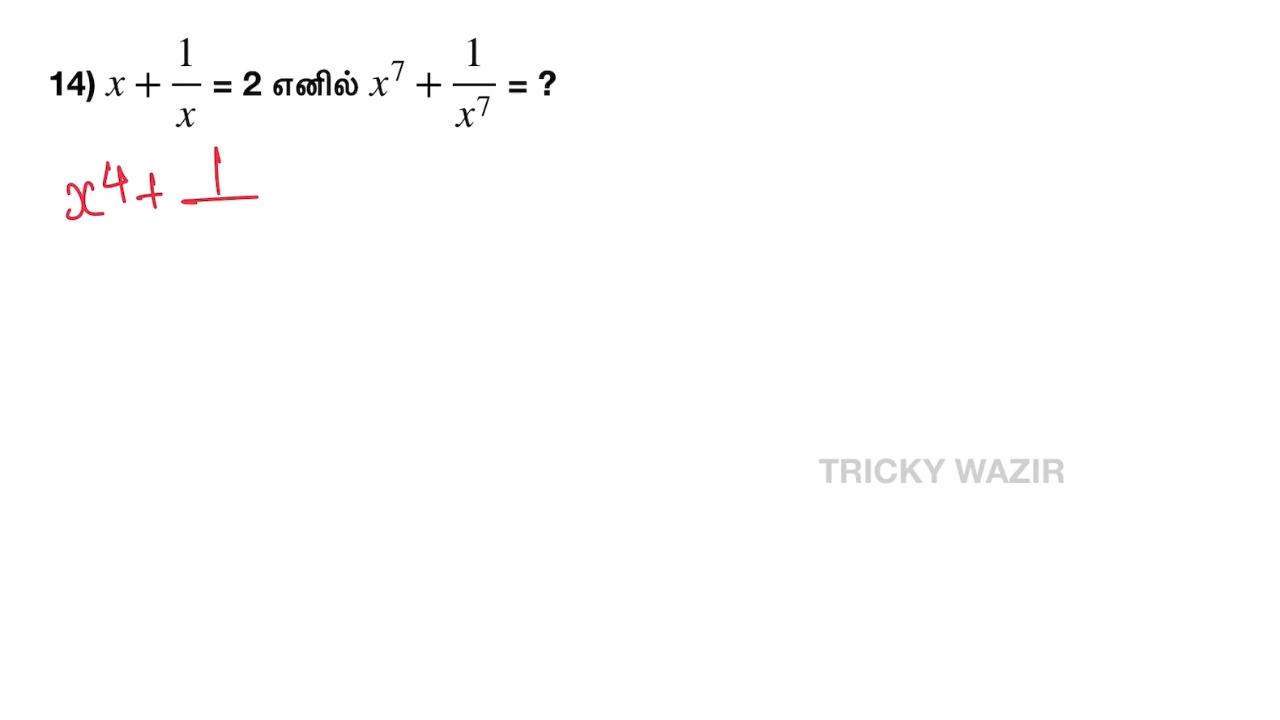 14) x + 1/x = 2 எனில் x⁷ + 1/x⁷ = ?
x⁴ + 1/
TRICKY WAZIR